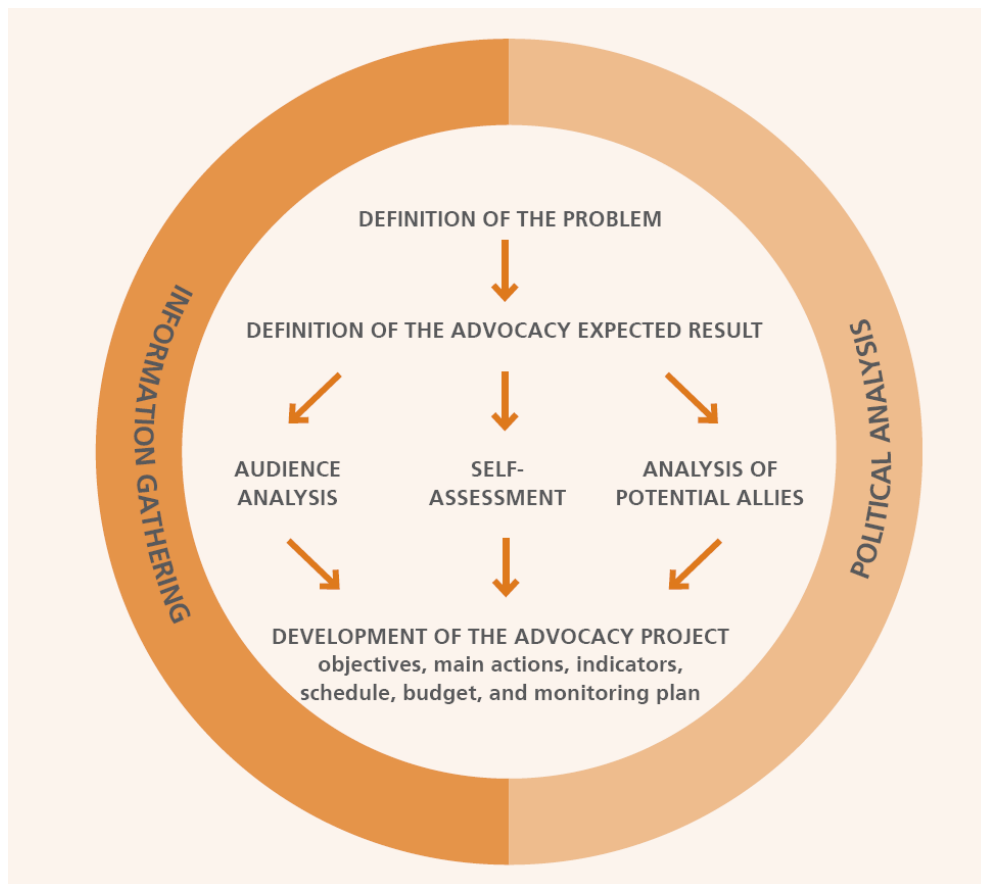 DEFINITION OF THE PROBLEM
DEFINITION OF THE ADVOCACY EXPECTED RESULT
INFORMATION GATHERING
POLITICAL ANALYSIS
AUDIENCE
ANALYSIS
SELF-
ASSESSMENT
ANALYSIS OF
POTENTIAL ALLIES
DEVELOPMENT OF THE ADVOCACY PROJECT
objectives, main actions, indicators,
schedule, budget, and monitoring plan